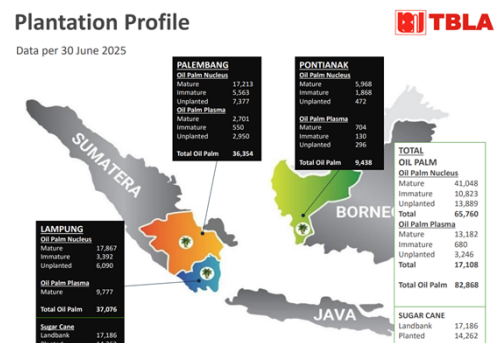 Plantation Profile
TBLA
Data per 30 June 2025
PALEMBANG
Oil Palm Nucleus
Mature 17,213
Immature 5,563
Unplanted 7,377
Oil Palm Plasma
Mature 2,701
Immature 550
Unplanted 2,950
Total Oil Palm 36,354
PONTIANAK
Oil Palm Nucleus
Mature 5,968
Immature 1,868
Unplanted 472
Oil Palm Plasma
Mature 704
Immature 130
Unplanted 296
Total Oil Palm 9,438
SUMATERA
BORNE
JAVA
LAMPUNG
Oil Palm Nucleus
Mature 17,867
Immature 3,392
Unplanted 6,090
Oil Palm Plasma
Mature 9,777
Total Oil Palm 37,076
Sugar Cane
Landbank 17,186
Planted 14,262
TOTAL
OIL PALM
Oil Palm Nucleus
Mature 41,048
Immature 10,823
Unplanted 13,889
Total 65,760
Oil Palm Plasma
Mature 13,182
Immature 680
Unplanted 3,246
Total 17,108
Total Oil Palm 82,868
SUGAR CANE
Landbank 17,186
Planted 14,262